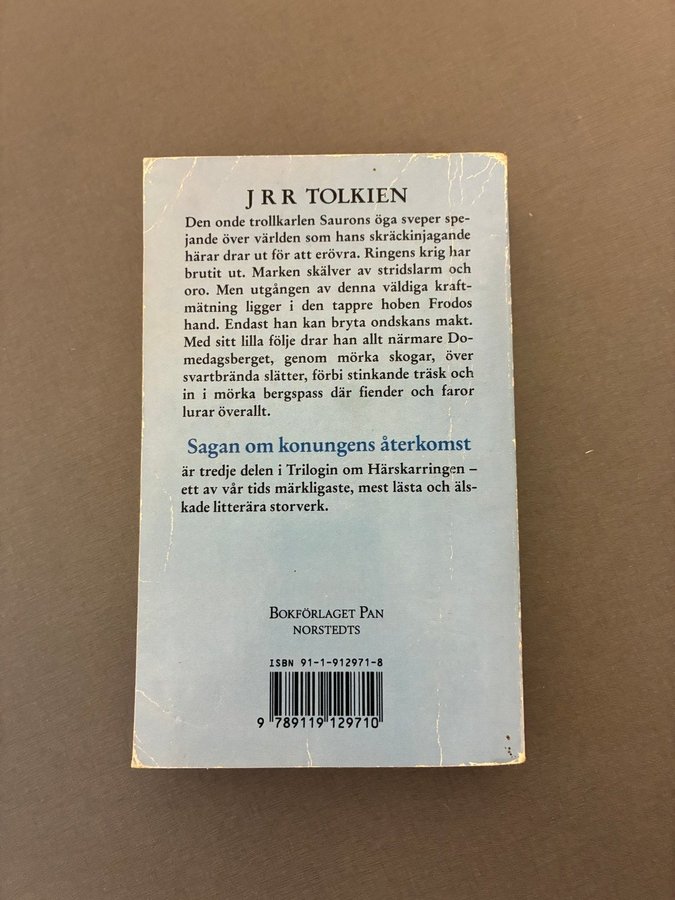 J R R TOLKIEN
Den onde trollkarlen Saurons öga sveper spe-
jande över världen som hans skräckinjagande
härar drar ut för att erövra. Ringens krig har
brutit ut. Marken skälver av stridslarm och
oro. Men utgången av denna väldiga kraft-
mätning ligger i den tappre hoben Frodos
hand. Endast han kan bryta ondskans makt.
Med sitt lilla följe drar han allt närmare Do-
medagsberget, genom mörka skogar, över
svartbrända slätter, förbi stinkande träsk och
in i mörka bergspass där fiender och faror
lurar överallt.
Sagan om konungens återkomst
är tredje delen i Trilogin om Härskarringen –
ett av vår tids märkligaste, mest lästa och äls-
kade litterära storverk.
BOKFÖRLAGET PAN
NORSTEDTS
ISBN 91-1-912971-8
9 789119 129710